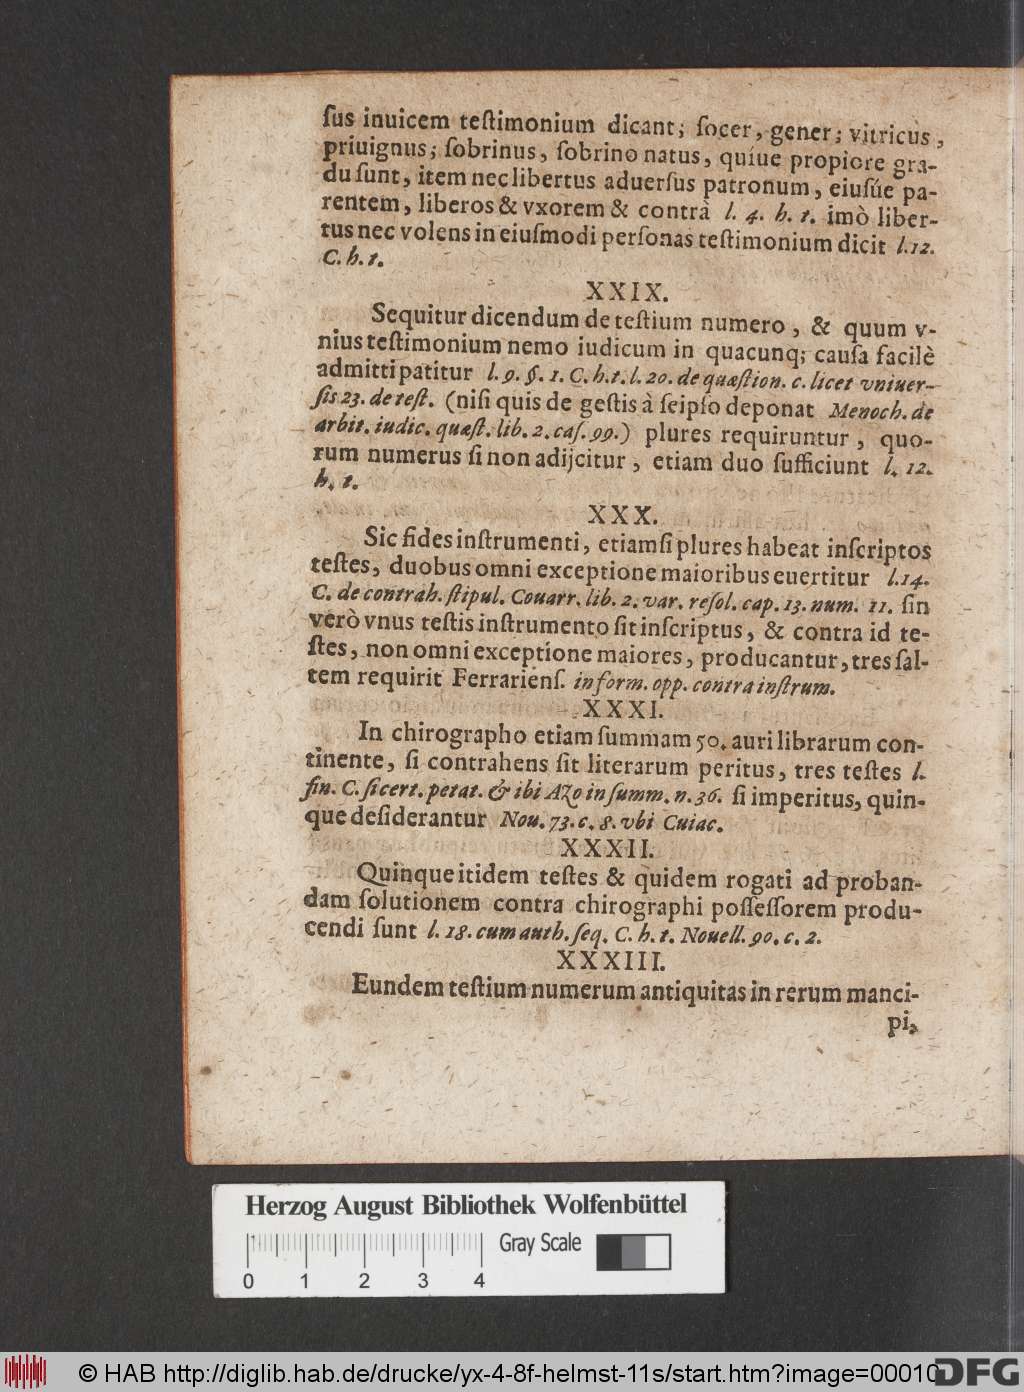 ſus inuicem teſtimonium dicant; ſocer, gener; vitricus,
priuignus; ſobrinus, ſobrino natus, quíue propiore gra-
du ſunt, item nec libertus aduerſus patronum, eiuſúe pa-
rentem, liberos & vxorem & contrà l. 4. h. t. imò liber-
tus nec volens in eiuſmodi perſonas teſtimonium dicit l. 12.
C. h. t.
XXIX.
Sequitur dicendum de teſtium numero, & quum v-
nius teſtimonium nemo iudicum in quacunq; cauſa facilè
admitti patitur l. 9. §. 1. C. h. t. l. 20. de quæſtion. c. licet vniuer-
ſis 23. de teſt. (niſi quis de geſtis à ſeipſo deponat Menoch. de
arbit. iudic. quæſt. lib. 2. caſ. 99.) plures requiruntur, quo-
rum numerus ſi non adijcitur, etiam duo ſufficiunt l. 12.
h. t.
XXX.
Sic fides inſtrumenti, etiamſi plures habeat inſcriptos
teſtes, duobus omni exceptione maioribus euertitur l. 14.
C. de contrah. ſtipul. Couarr. lib. 2. var. reſol. cap. 13. num. 11. ſin
verò vnus teſtis inſtrumento ſit inſcriptus, & contra id te-
ſtes, non omni exceptione maiores, producantur, tres ſal-
tem requirit Ferrarienſ. in form. opp. contra inſtrum.
XXXI.
In chirographo etiam ſummam 50. auri librarum con-
tinente, ſi contrahens ſit literarum peritus, tres teſtes l.
fin. C. ſi cert. petat. & ibi AZo in ſumm. n. 36. ſi imperitus, quin-
que deſiderantur Nou. 73. c. 8. vbi Cuiac.
XXXII.
Quinque itidem teſtes & quidem rogati ad proban-
dam ſolutionem contra chirographi poſſeſſorem produ-
cendi ſunt l. 18. cum auth. ſeq. C. h. t. Nouell. 90. c. 2.
XXXIII.
Eundem teſtium numerum antiquitas in rerum manci-
pi,
Herzog August Bibliothek Wolfenbüttel
Gray Scale
0 1 2 3 4
© HAB http://diglib.hab.de/drucke/yx-4-8f-helmst-11s/start.htm?image=00010
DFG